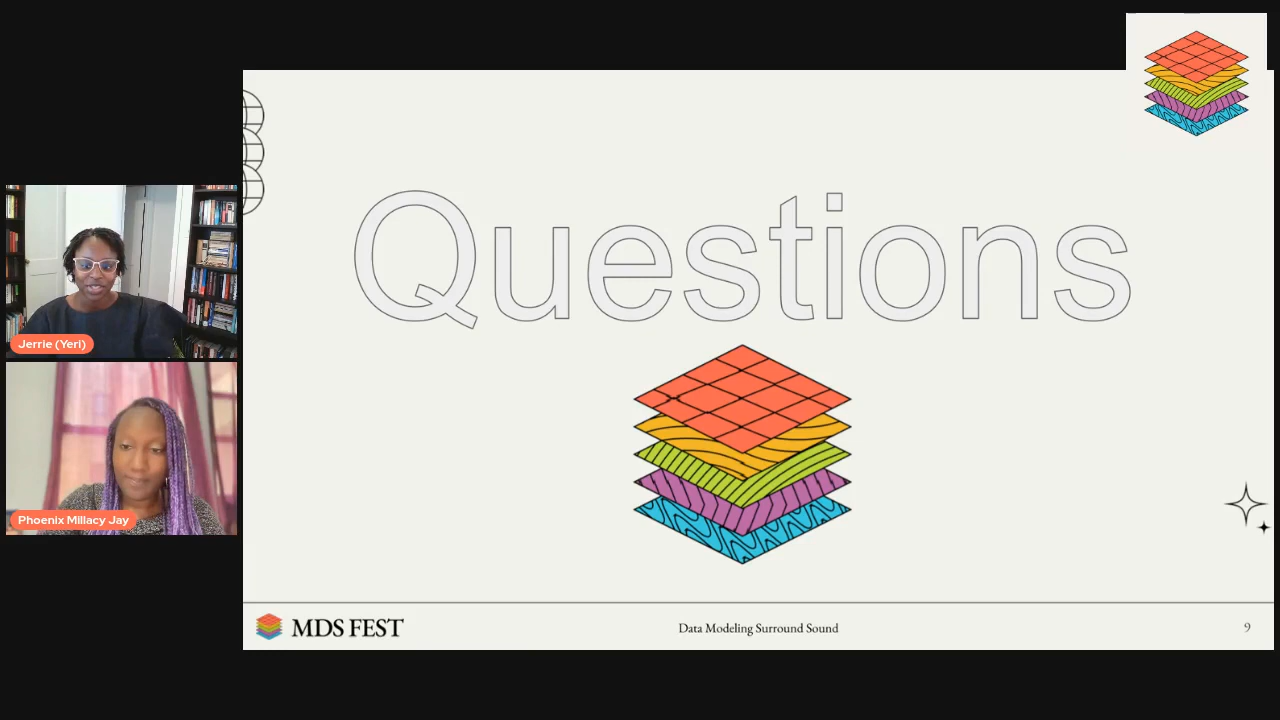 Questions
Jerrie (Yeri)
Phoenix Millacy Jay
MDS FEST
Data Modeling Surround Sound
9